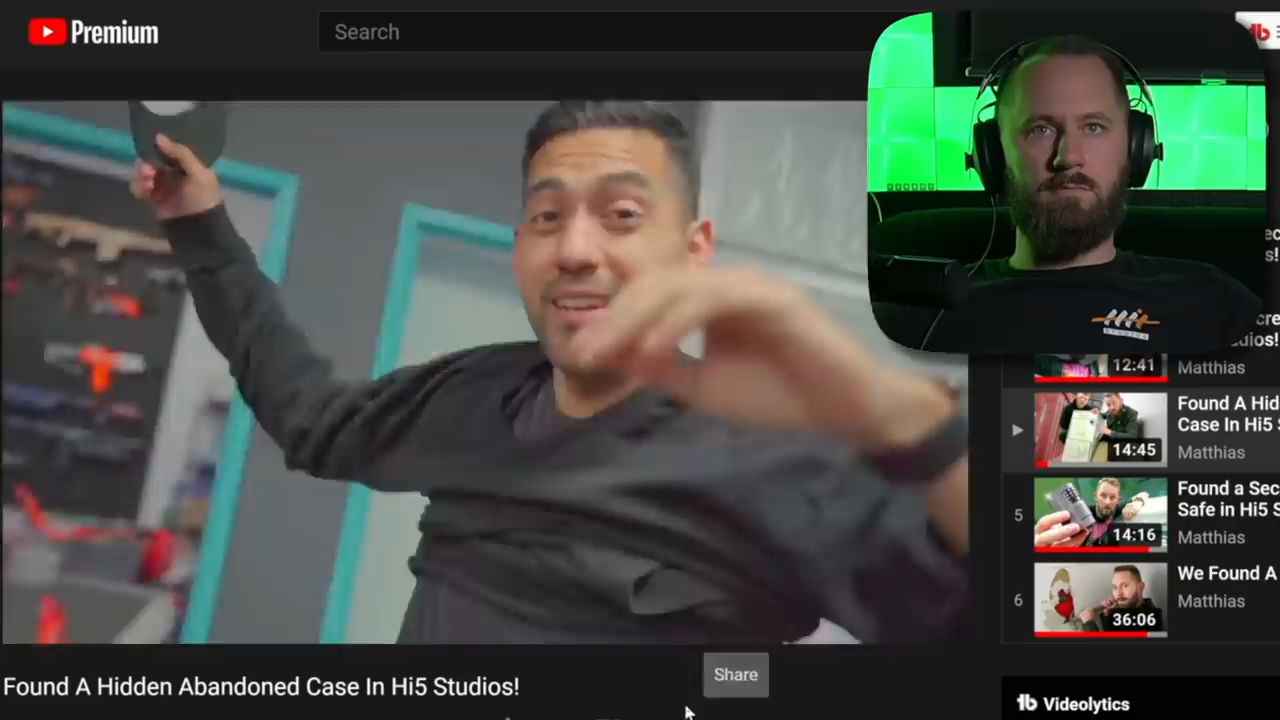 Premium
Search
12:41
Matthias
Found A Hid
Case In Hi5
Matthias
14:45
5
Found a Sec
Safe in Hi5 S
Matthias
14:16
6
We Found A
Matthias
36:06
Share
Found A Hidden Abandoned Case In Hi5 Studios!
Videolytics